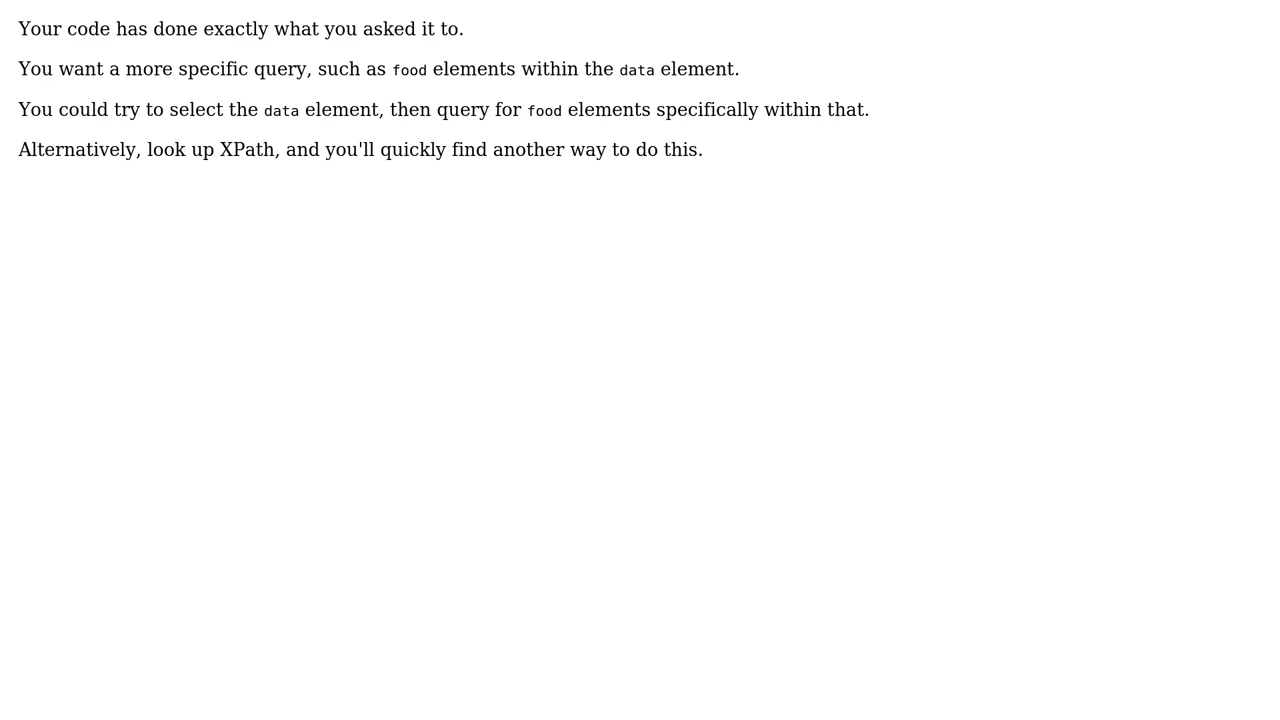 Your code has done exactly what you asked it to.
You want a more specific query, such as food elements within the data element.
You could try to select the data element, then query for food elements specifically within that.
Alternatively, look up XPath, and you'll quickly find another way to do this.